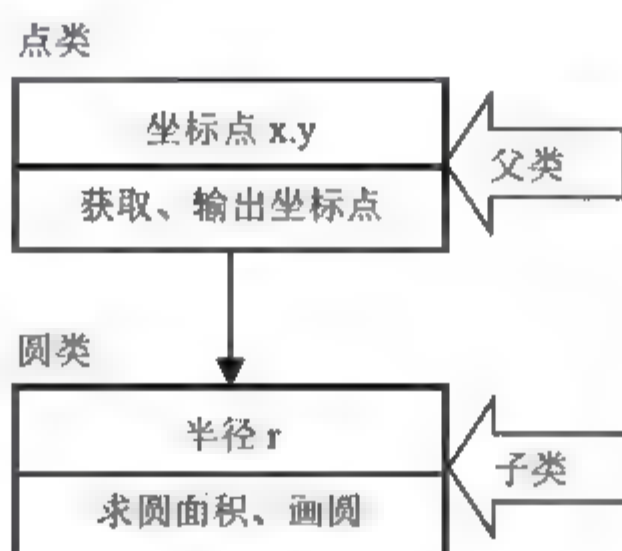 点类
坐标点 x.y
父类
获取、输出坐标点
圆类
半径 r
子类
求圆面积、画圆